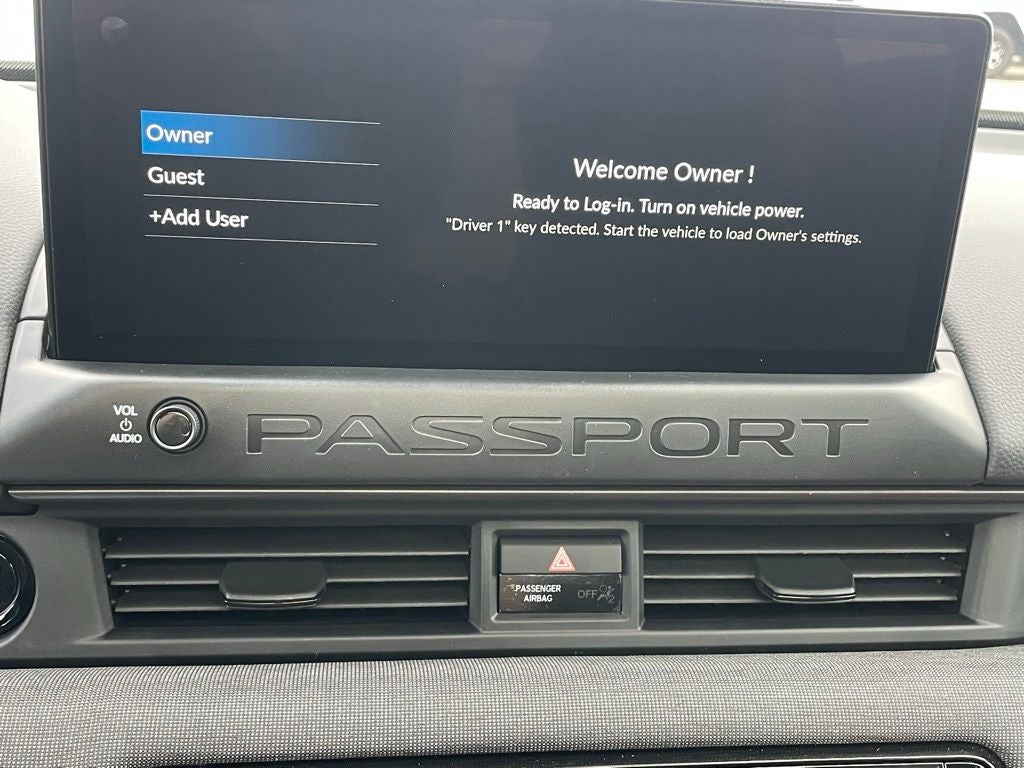 Owner
Guest
+Add User
Welcome Owner !
Ready to Log-in. Turn on vehicle power.
"Driver 1" key detected. Start the vehicle to load Owner's settings.
VOL
AUDIO
PASSPORT
PASSENGER
AIRBAG
OFF